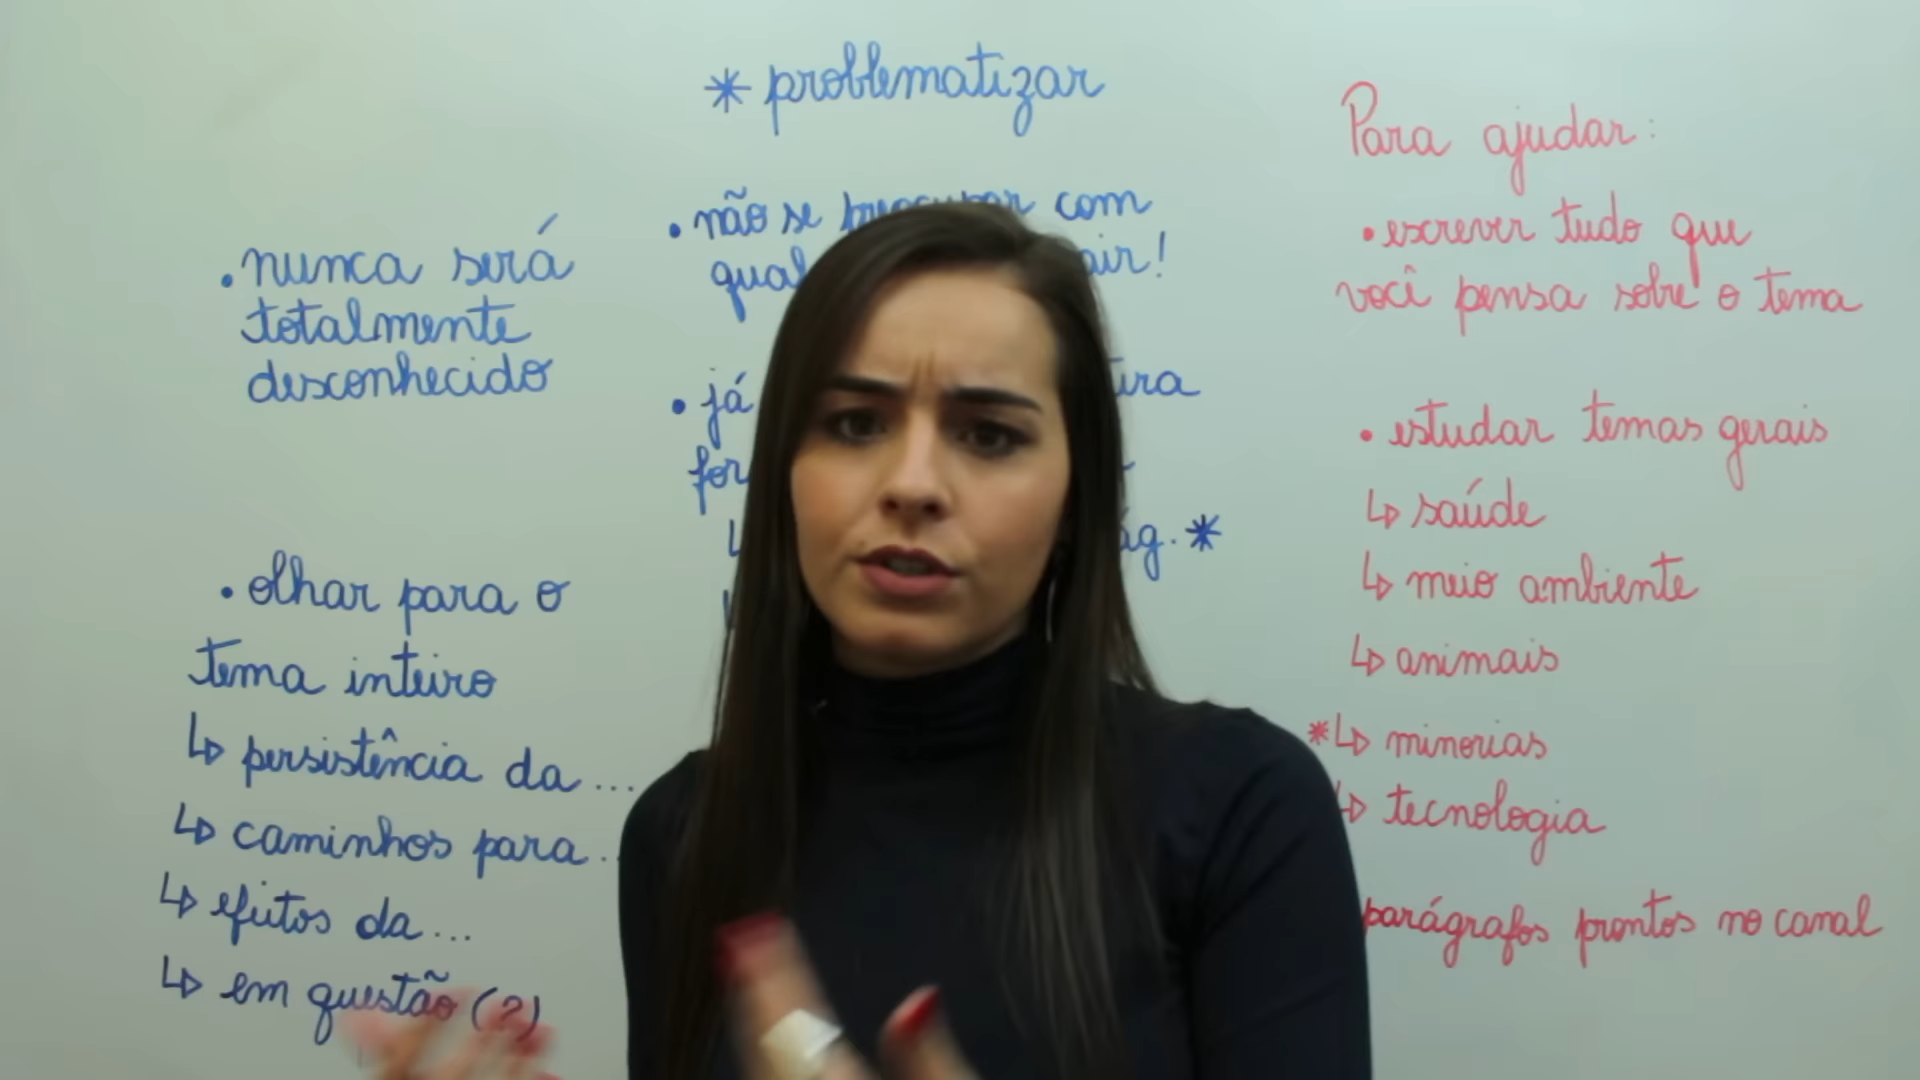 * problematizar
• nunca será
totalmente
desconhecido
• olhar para o
tema inteiro
↳ persistência da ...
↳ caminhos para ..
↳ efeitos da ...
↳ em questão (2)
• não se preocupar com
• já
Para ajudar:
• escrever tudo que
você pensa sobre o tema
• estudar temas gerais
↳ saúde
↳ meio ambiente
↳ animais
*↳ minorias
↳ tecnologia
parágrafos prontos no canal